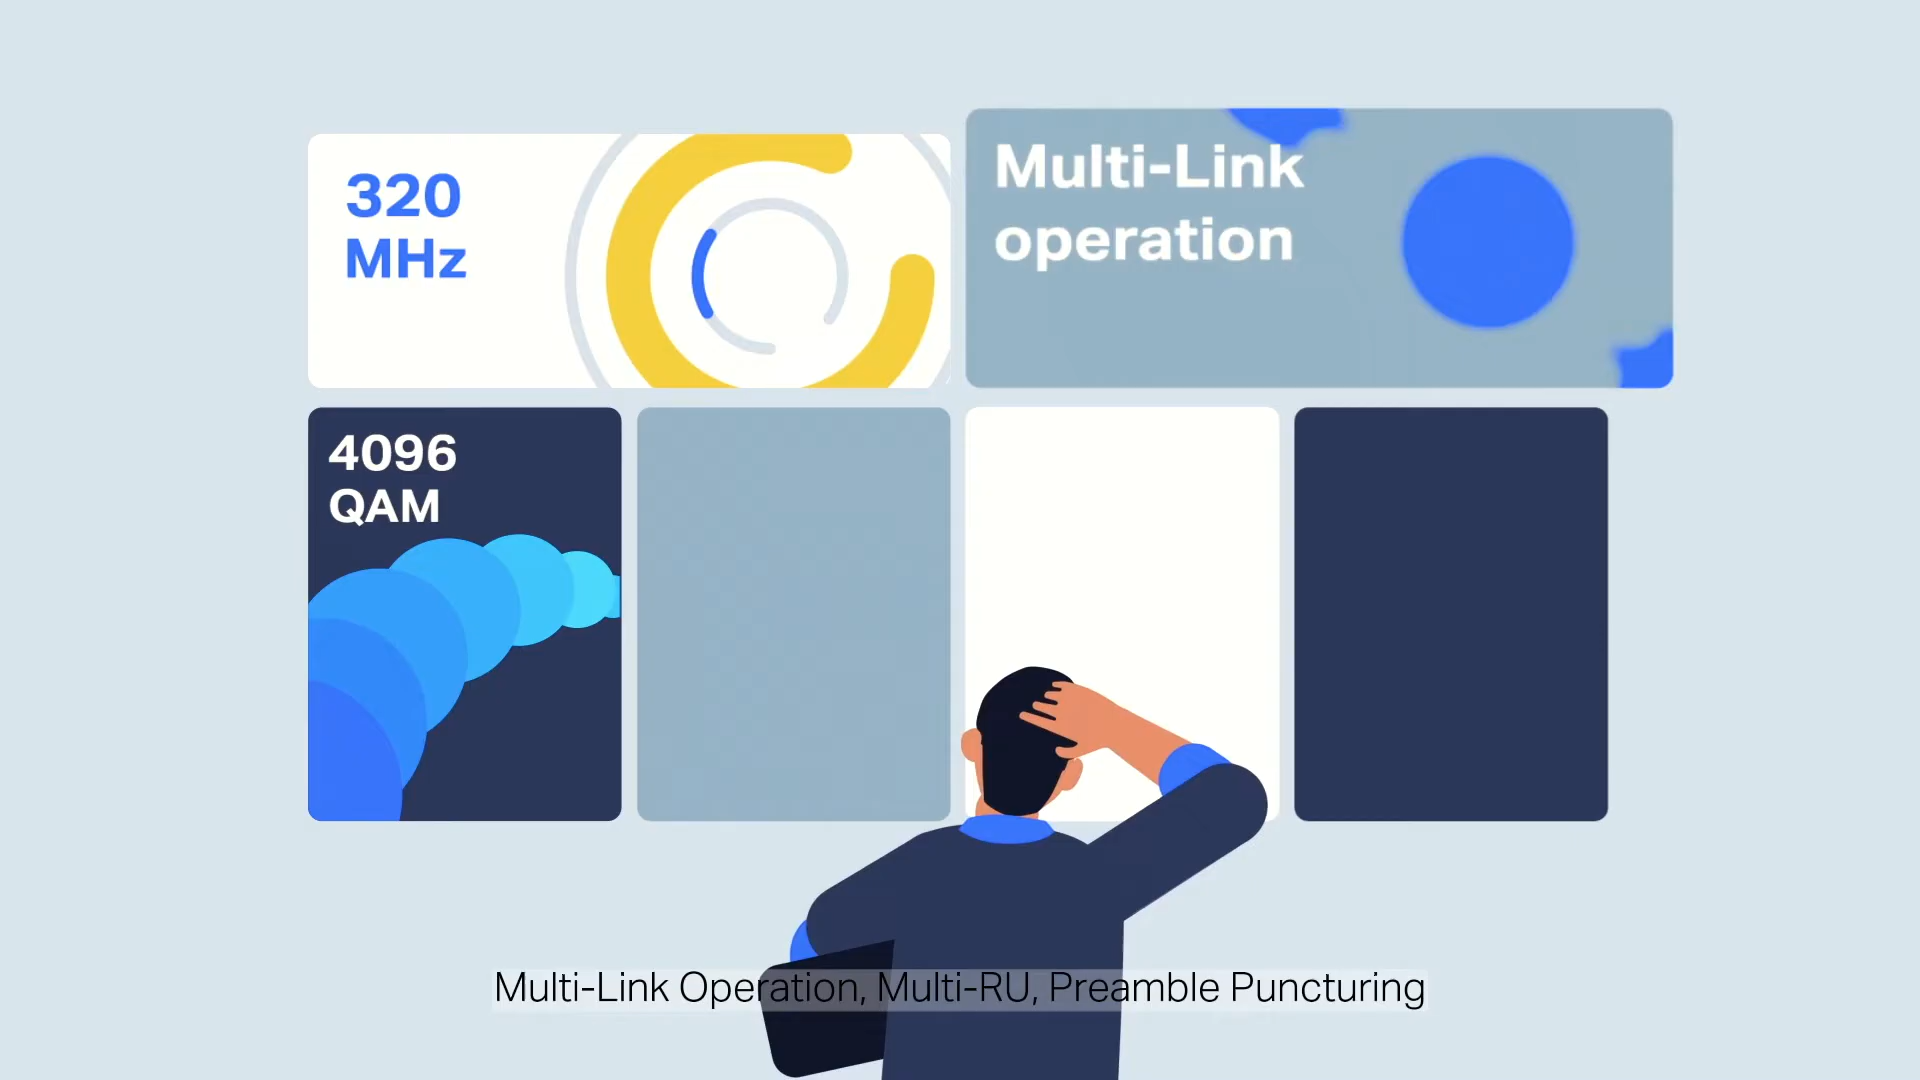 320
MHz
Multi-Link
operation
4096
QAM
Multi-Link Operation, Multi-RU, Preamble Puncturing